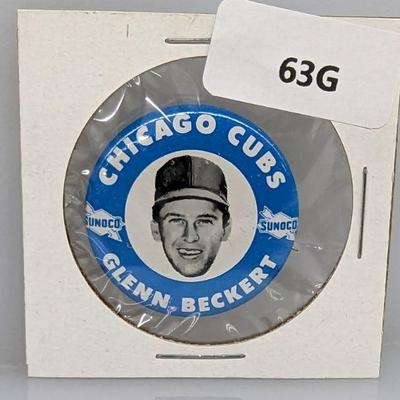 63G
CHICAGO CUBS
SUNOCO
SUNOCO
GLENN BECKERT